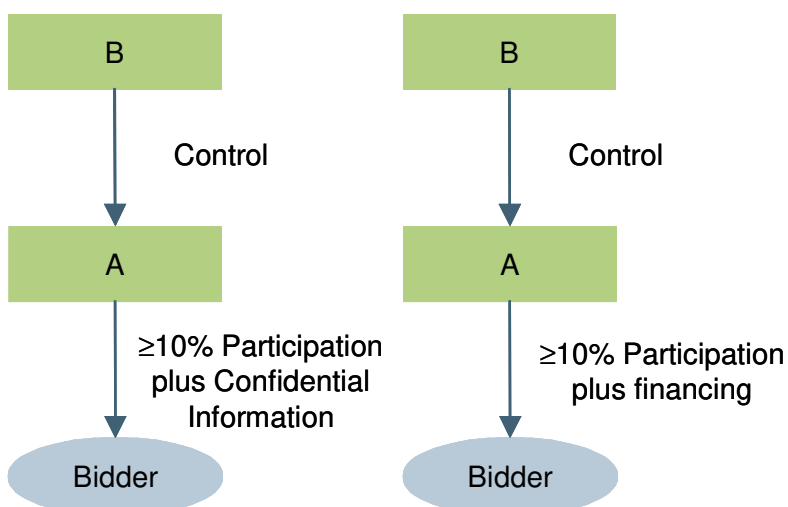 B
Control
A
≥10% Participation
plus Confidential
Information
Bidder
B
Control
A
≥10% Participation
plus financing
Bidder